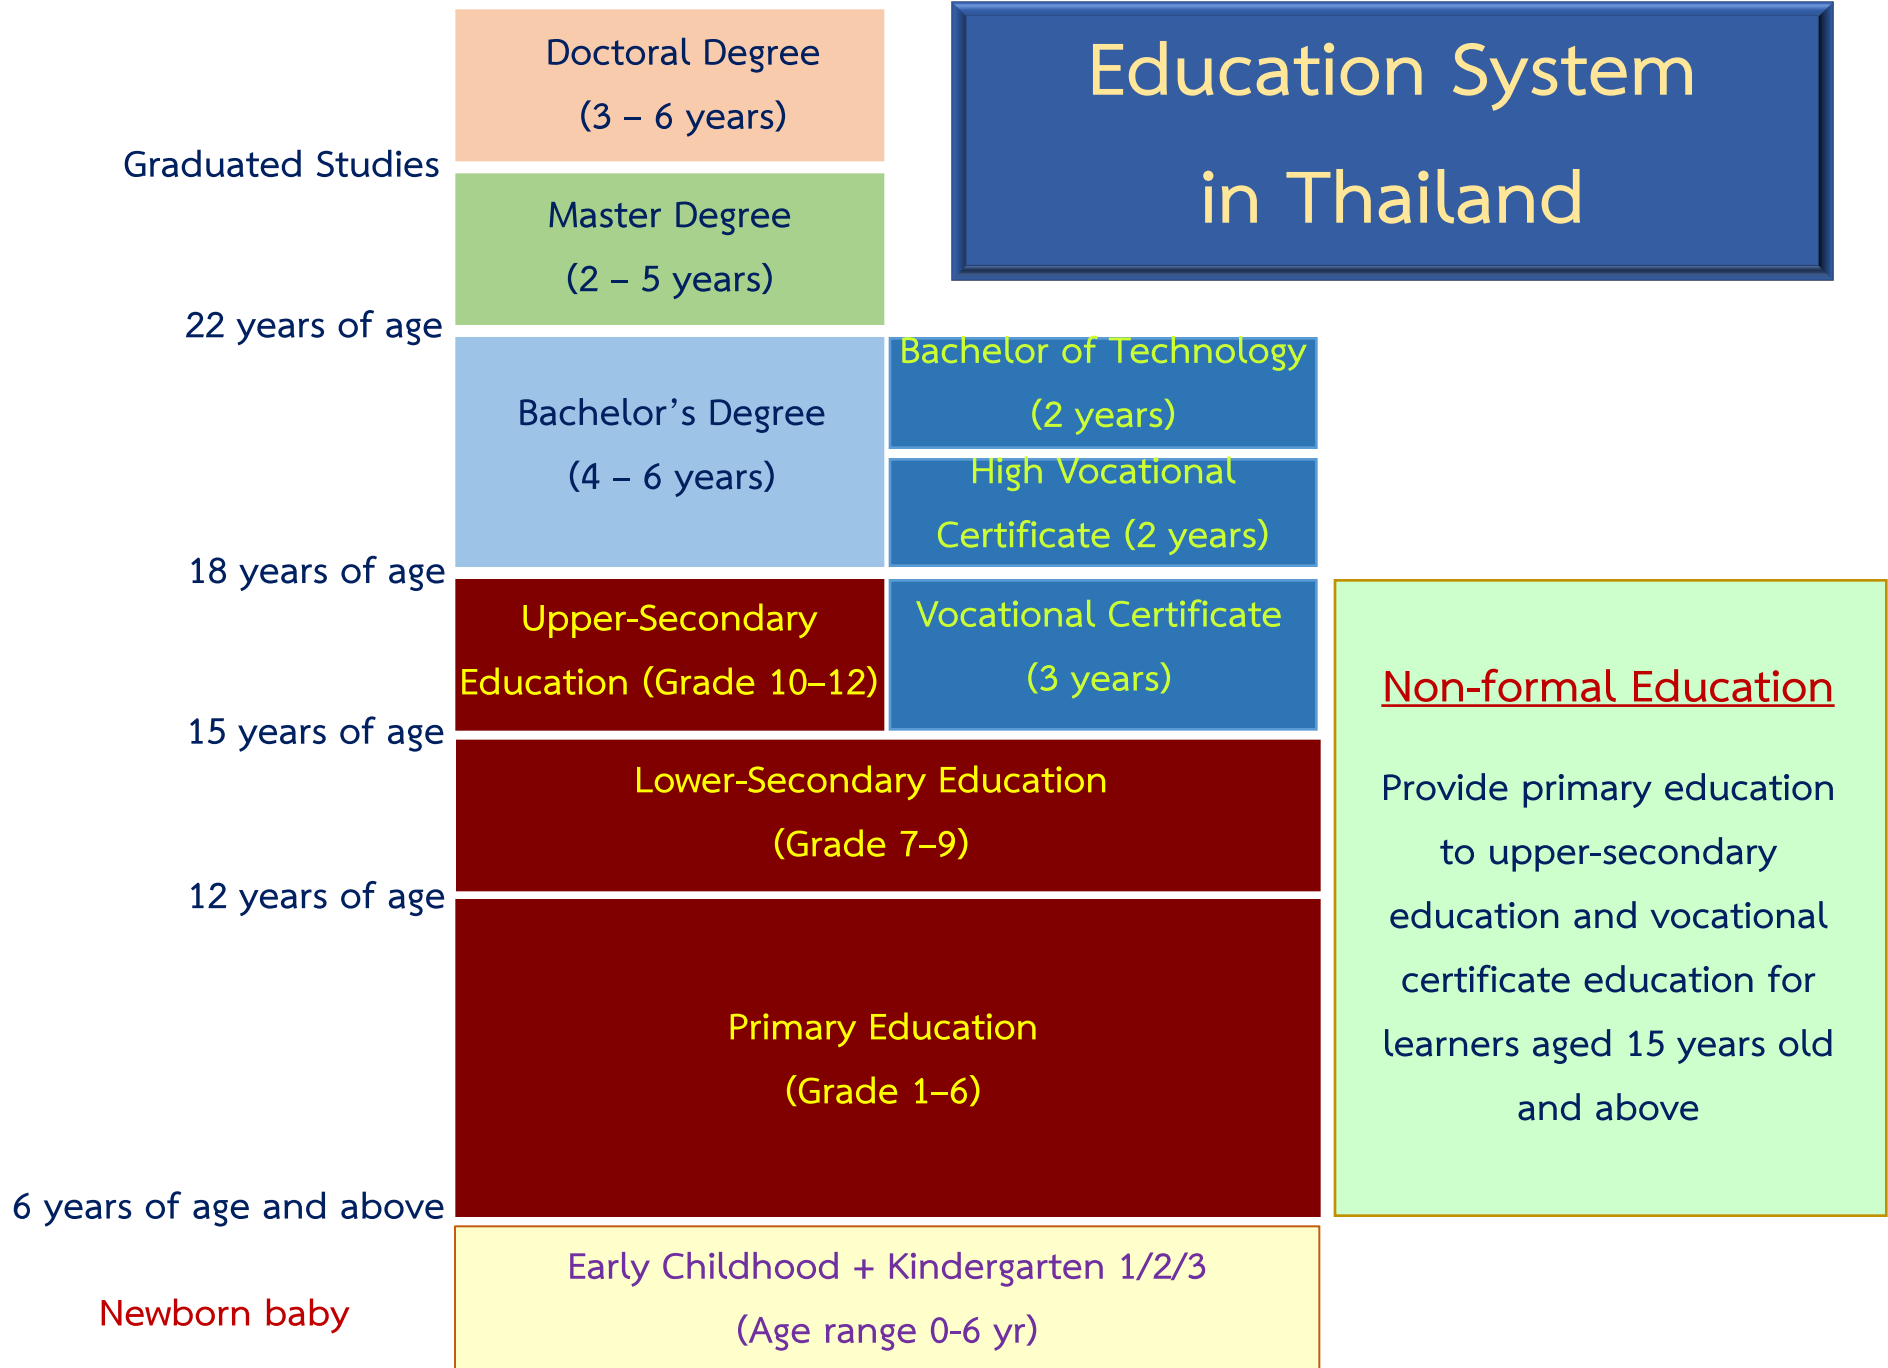 Education System
in Thailand
Doctoral Degree
(3 – 6 years)
Graduated Studies
Master Degree
(2 – 5 years)
22 years of age
Bachelor’s Degree
(4 – 6 years)
Bachelor of Technology
(2 years)
High Vocational
Certificate (2 years)
18 years of age
Upper-Secondary
Education (Grade 10–12)
Vocational Certificate
(3 years)
15 years of age
Lower-Secondary Education
(Grade 7–9)
12 years of age
Primary Education
(Grade 1–6)
6 years of age and above
Early Childhood + Kindergarten 1/2/3
(Age range 0-6 yr)
Newborn baby
Non-formal Education
Provide primary education
to upper-secondary
education and vocational
certificate education for
learners aged 15 years old
and above